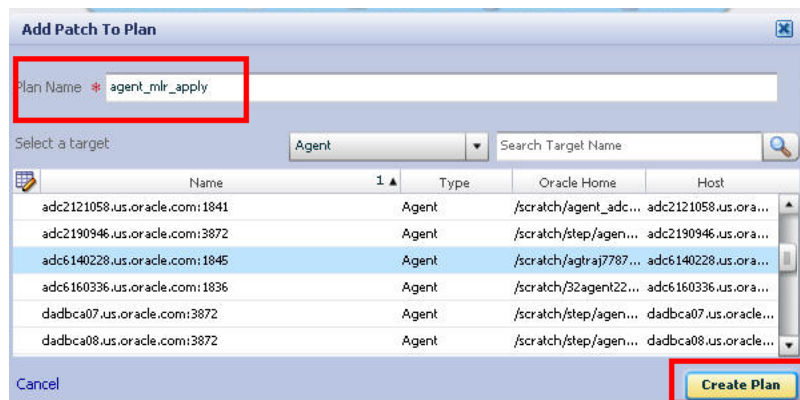 Add Patch To Plan
Plan Name * agent_mlr_apply
Select a target Agent Search Target Name
Name 1 Type Oracle Home Host
adc2121058.us.oracle.com:1841 Agent /scratch/agent_adc... adc2121058.us.ora...
adc2190946.us.oracle.com:3872 Agent /scratch/step/agen... adc2190946.us.ora...
adc6140228.us.oracle.com:1845 Agent /scratch/agtraj7787... adc6140228.us.ora...
adc6160336.us.oracle.com:1836 Agent /scratch/32agent22... adc6160336.us.ora...
dadbca07.us.oracle.com:3872 Agent /scratch/step/agen... dadbca07.us.oracle...
dadbca08.us.oracle.com:3872 Agent /scratch/step/agen... dadbca08.us.oracle...
Cancel Create Plan